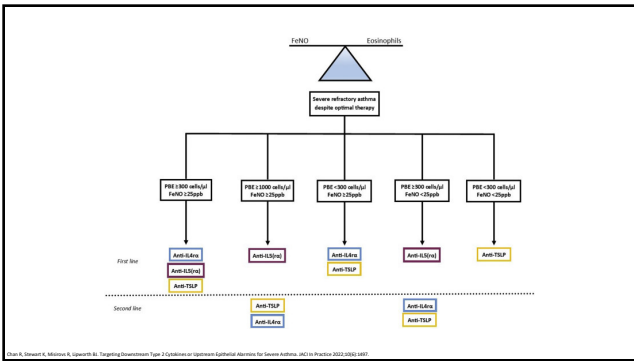 FeNO Eosinophils
Severe refractory asthma
despite optimal therapy
PBE ≥300 cells/µl
FeNO ≥25ppb
PBE ≥1000 cells/µl
FeNO ≥25ppb
PBE <300 cells/µl
FeNO ≥25ppb
PBE ≥300 cells/µl
FeNO <25ppb
PBE <300 cells/µl
FeNO <25ppb
First line
Anti-IL4rα
Anti-IL5(rα)
Anti-TSLP
Anti-IL5(rα)
Anti-IL4rα
Anti-TSLP
Anti-IL5(rα)
Anti-TSLP
Second line
Anti-TSLP
Anti-IL4rα
Anti-IL4rα
Anti-TSLP
Chan R, Stewart K, Misirovs R, Lipworth BJ. Targeting Downstream Type 2 Cytokines or Upstream Epithelial Alarmins for Severe Asthma. JACI In Practice 2022;10(6):1497.